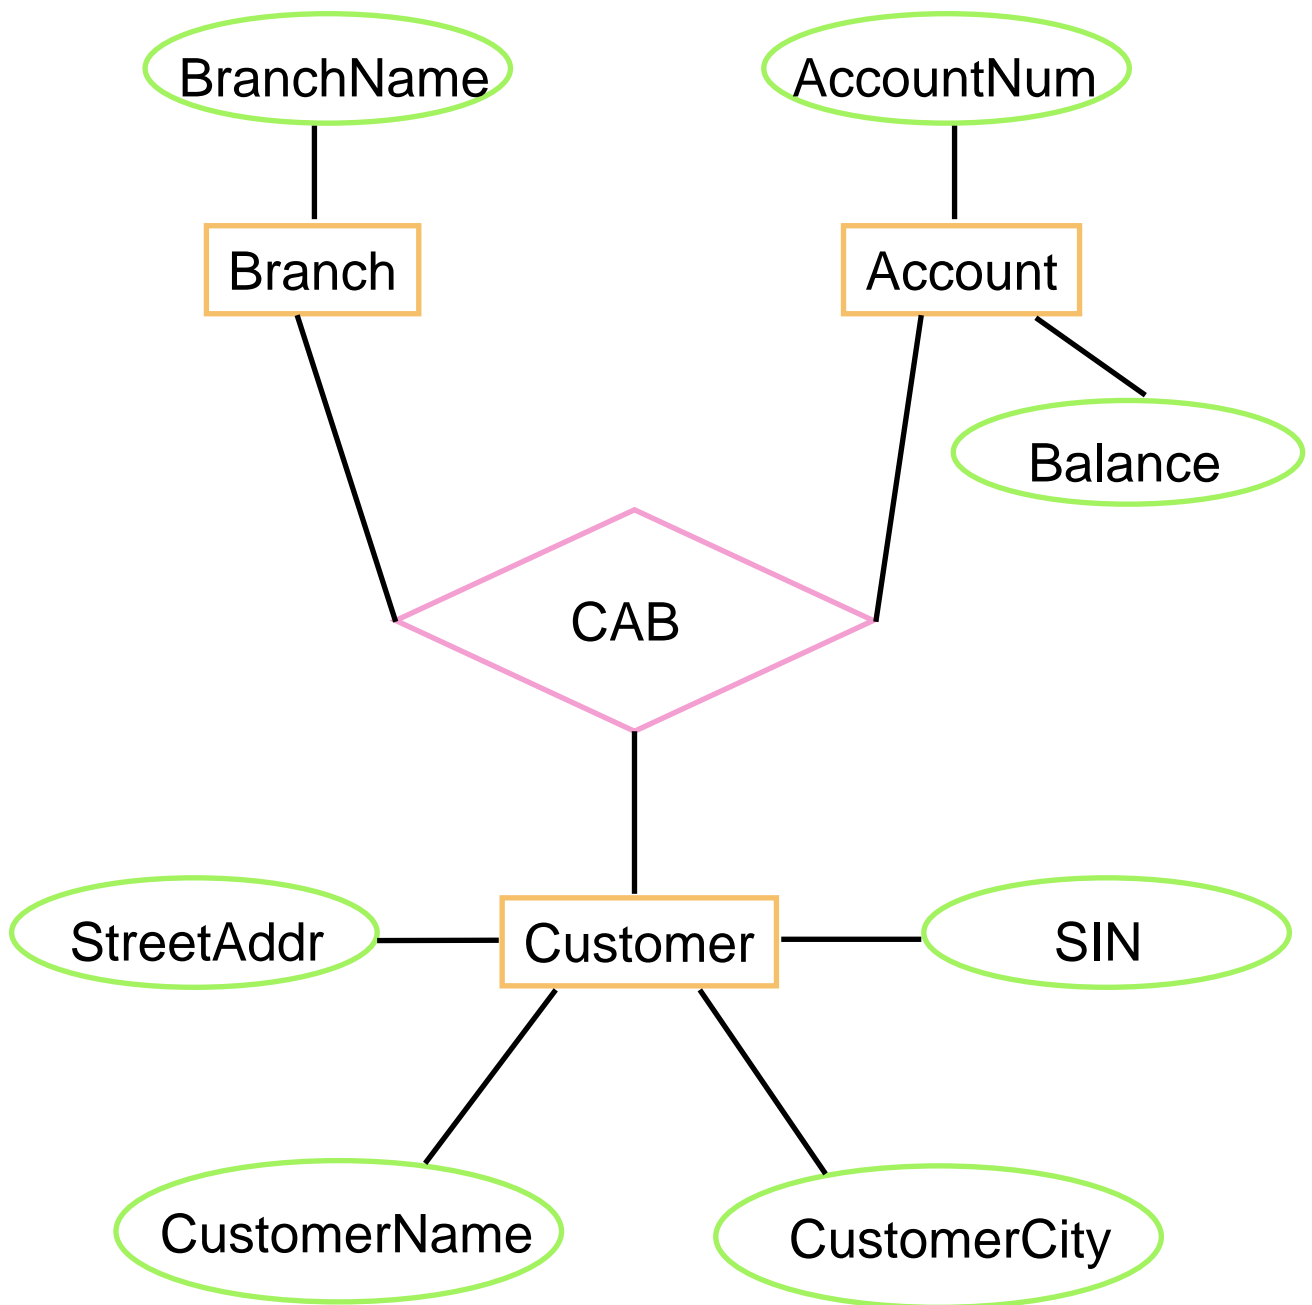 BranchName
AccountNum
Branch
Account
Balance
CAB
StreetAddr
Customer
SIN
CustomerName
CustomerCity